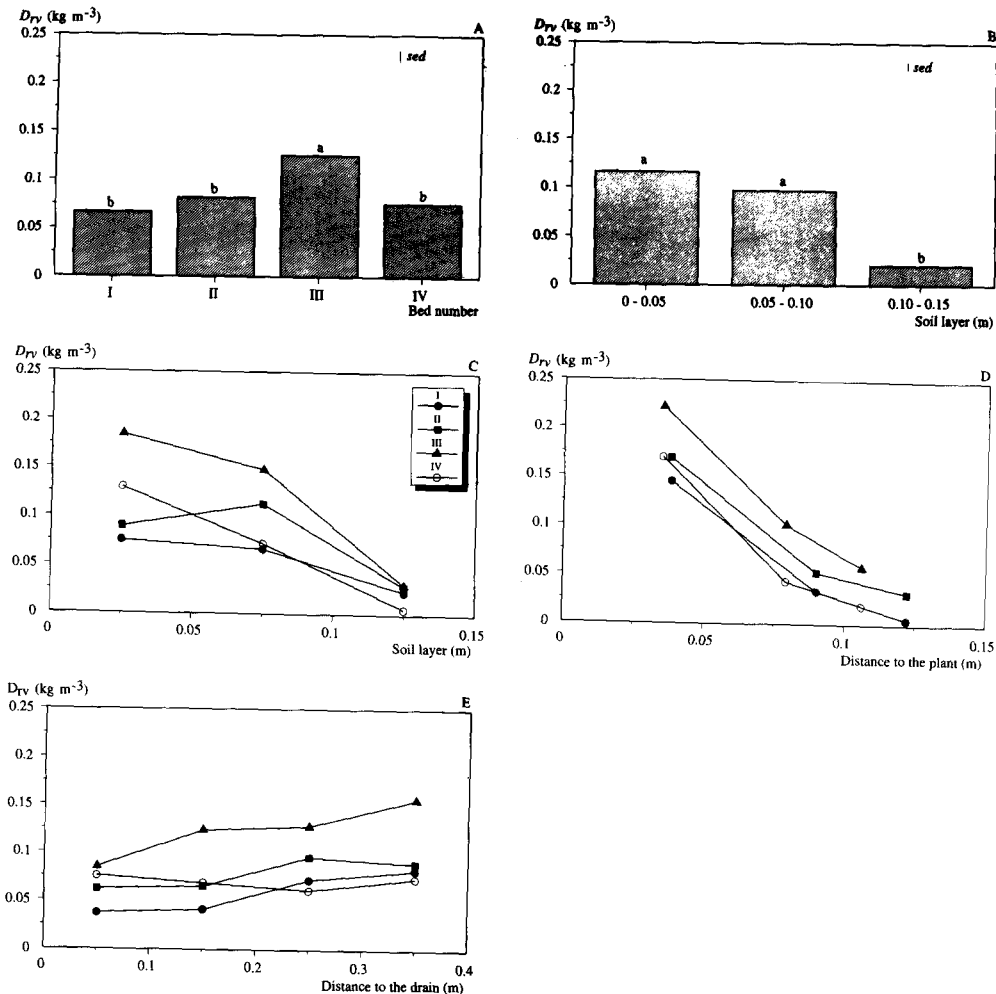 D_rv (kg m^-3)
A
0.25
0.2
0.15
0.1
0.05
0
sed
b
b
a
b
I
II
III
IV
Bed number
D_rv (kg m^-3)
B
0.25
0.2
0.15
0.1
0.05
0
sed
a
a
b
0 - 0.05
0.05 - 0.10
0.10 - 0.15
Soil layer (m)
D_rv (kg m^-3)
C
0.25
0.2
0.15
0.1
0.05
0
I
II
III
IV
0
0.05
0.1
0.15
Soil layer (m)
D_rv (kg m^-3)
D
0.25
0.2
0.15
0.1
0.05
0
0
0.05
0.1
0.15
Distance to the plant (m)
D_rv (kg m^-3)
E
0.25
0.2
0.15
0.1
0.05
0
0
0.1
0.2
0.3
0.4
Distance to the drain (m)